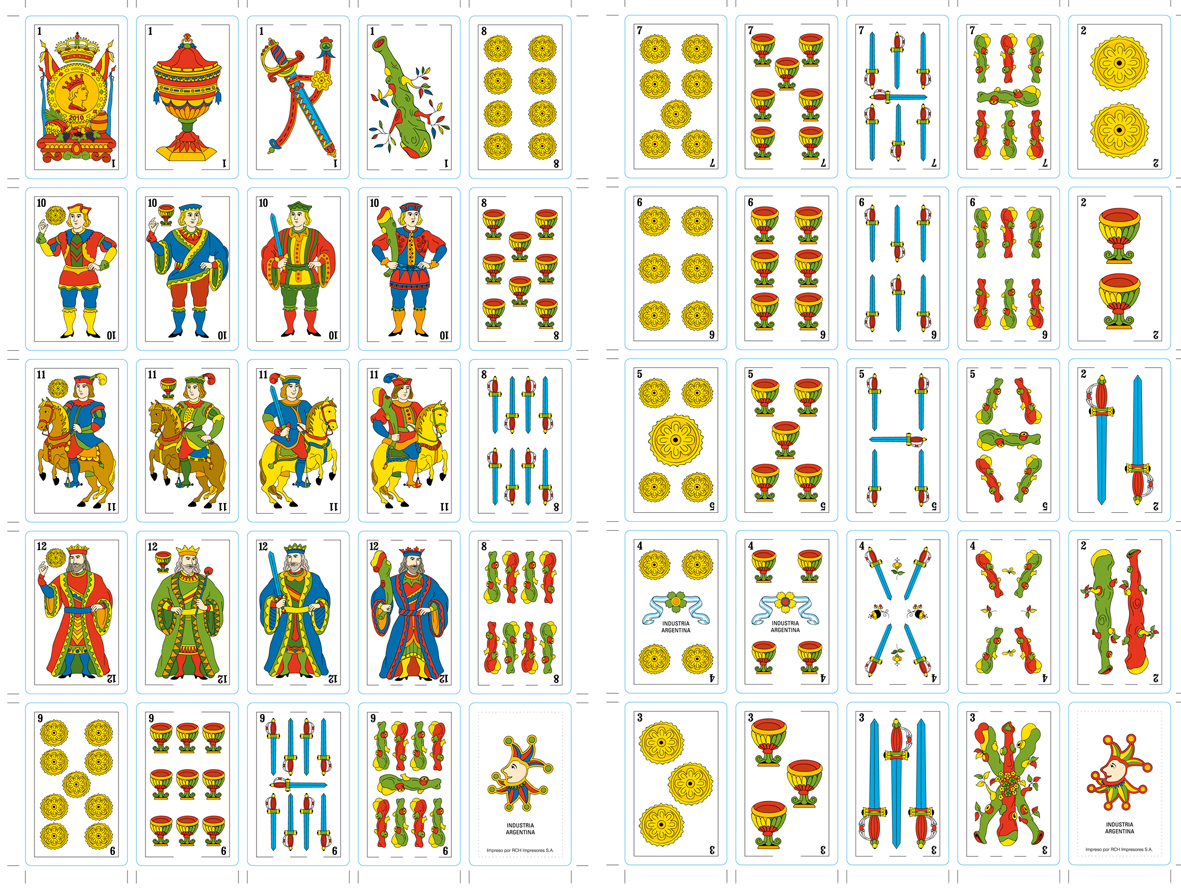 1 1 1 1 8
2010
1 1 1 1 8
10 10 10 10 8
10 10 10 10 8
11 11 11 11 8
11 11 11 11 8
12 12 12 12 8
12 12 12 12 8
9 9 9 9
INDUSTRIA
ARGENTINA
Impreso por RCH Impresores S.A.
9 9 9 9
7 7 7 7 2
7 7 7 7 2
6 6 6 6 2
6 6 6 6 2
5 5 5 5 2
5 5 5 5 2
4 4 4 4 2
INDUSTRIA INDUSTRIA
ARGENTINA ARGENTINA
4 4 4 4 2
3 3 3 3
INDUSTRIA
ARGENTINA
Impreso por RCH Impresores S.A.
3 3 3 3